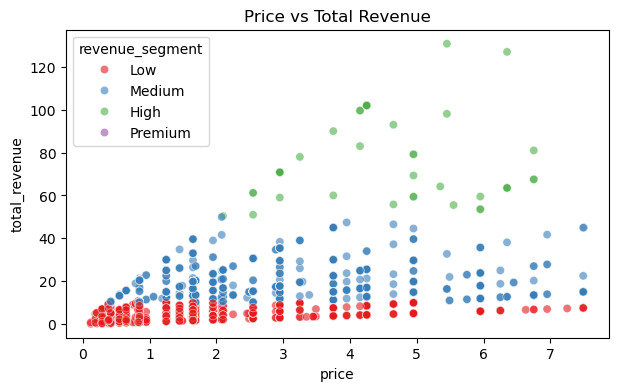 Price vs Total Revenue
revenue_segment
Low
Medium
High
Premium
total_revenue
120
100
80
60
40
20
0
0 1 2 3 4 5 6 7
price